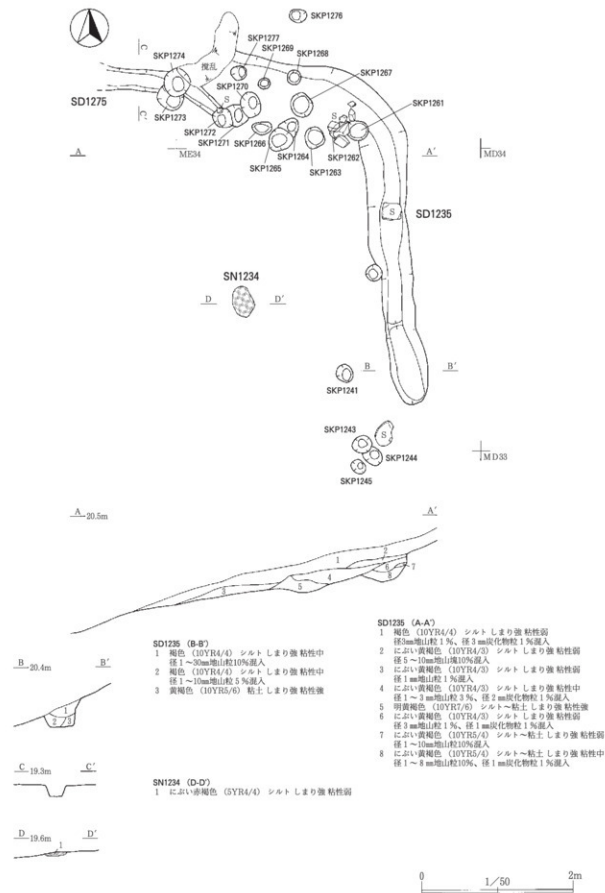 SKP1276
SKP1277
SKP1269
SKP1268
SKP1274
C
撹乱
SKP1270
S
SKP1267
SKP1261
SD1275
C'
SKP1273
SKP1272
SKP1271
SKP1266
SKP1264
SKP1265
SKP1263
S
SKP1262
A
ME34
A'
MD34
S
SD1235
SN1234
D
D'
SKP1241
B
B'
SKP1243
S
SKP1244
SKP1245
MD33
A
20.5m
A'
1
2
3
4
5
6
7
8
SD1235 (B-B')
1 褐色 (10YR4/4) シルト しまり強 粘性中
径1~30㎜地山粒10%混入
2 褐色 (10YR4/4) シルト しまり強 粘性中
径1~10㎜地山粒5%混入
3 黄褐色 (10YR5/6) 粘土 しまり強 粘性強
SD1235 (A-A')
1 褐色 (10YR4/4) シルト しまり強 粘性弱
径3㎜地山粒1%、径3㎜炭化物粒1%混入
2 にぶい黄褐色 (10YR4/3) シルト しまり強 粘性弱
径5~10㎜地山塊10%混入
3 にぶい黄褐色 (10YR4/3) シルト しまり強 粘性弱
径1㎜地山粒1%混入
4 にぶい黄褐色 (10YR4/3) シルト しまり強 粘性中
径1~3㎜地山粒3%、径2㎜炭化物粒1%混入
5 明黄褐色 (10YR7/6) シルト~粘土 しまり強 粘性強
6 にぶい黄褐色 (10YR4/3) シルト しまり強 粘性弱
径3㎜地山粒1%、径1㎜炭化物粒1%混入
7 にぶい黄褐色 (10YR5/4) シルト~粘土 しまり強 粘性弱
径1~10㎜地山粒10%混入
8 にぶい黄褐色 (10YR5/4) シルト~粘土 しまり強 粘性中
径1~8㎜地山粒10%、径1㎜炭化物粒1%混入
B
20.4m
B'
1
2
3
C
19.3m
C'
SN1234 (D-D')
1 にぶい赤褐色 (5YR4/4) シルト しまり強 粘性弱
D
19.6m
D'
1
0
1/50
2m